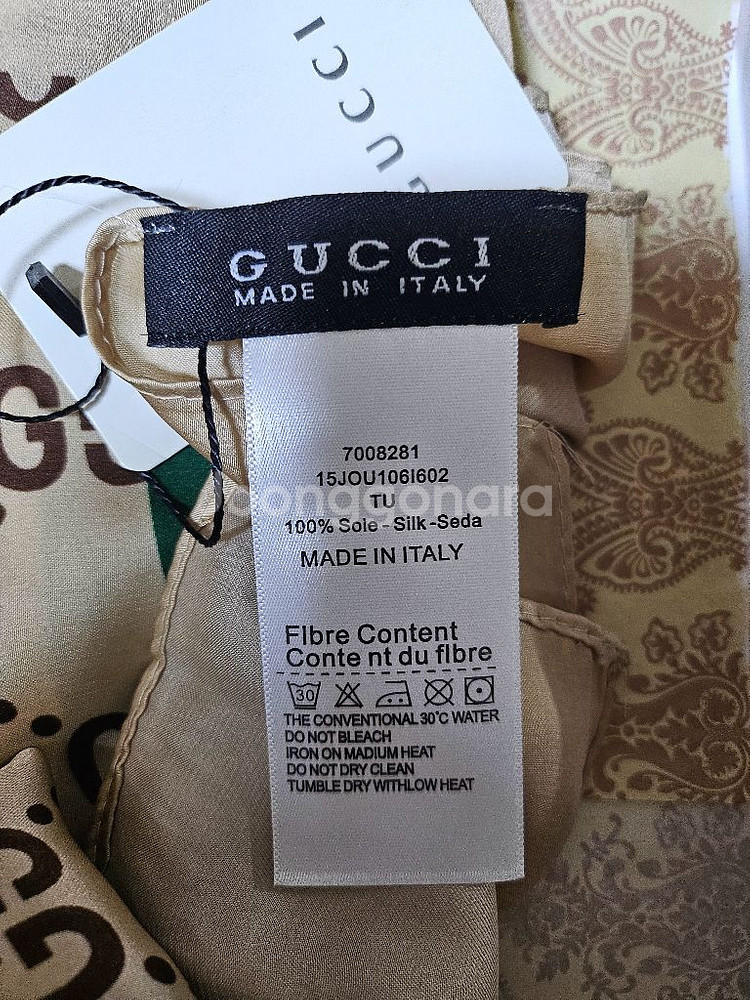 GUCCI
GUCCI
MADE IN ITALY
7008281
15JOU106I602
TU
joonggonara
100% Soie - Silk -Seda
MADE IN ITALY
FIbre Content
Conte nt du fIbre
30
THE CONVENTIONAL 30°C WATER
DO NOT BLEACH
IRON ON MADIUM HEAT
DO NOT DRY CLEAN
TUMBLE DRY WITHLOW HEAT